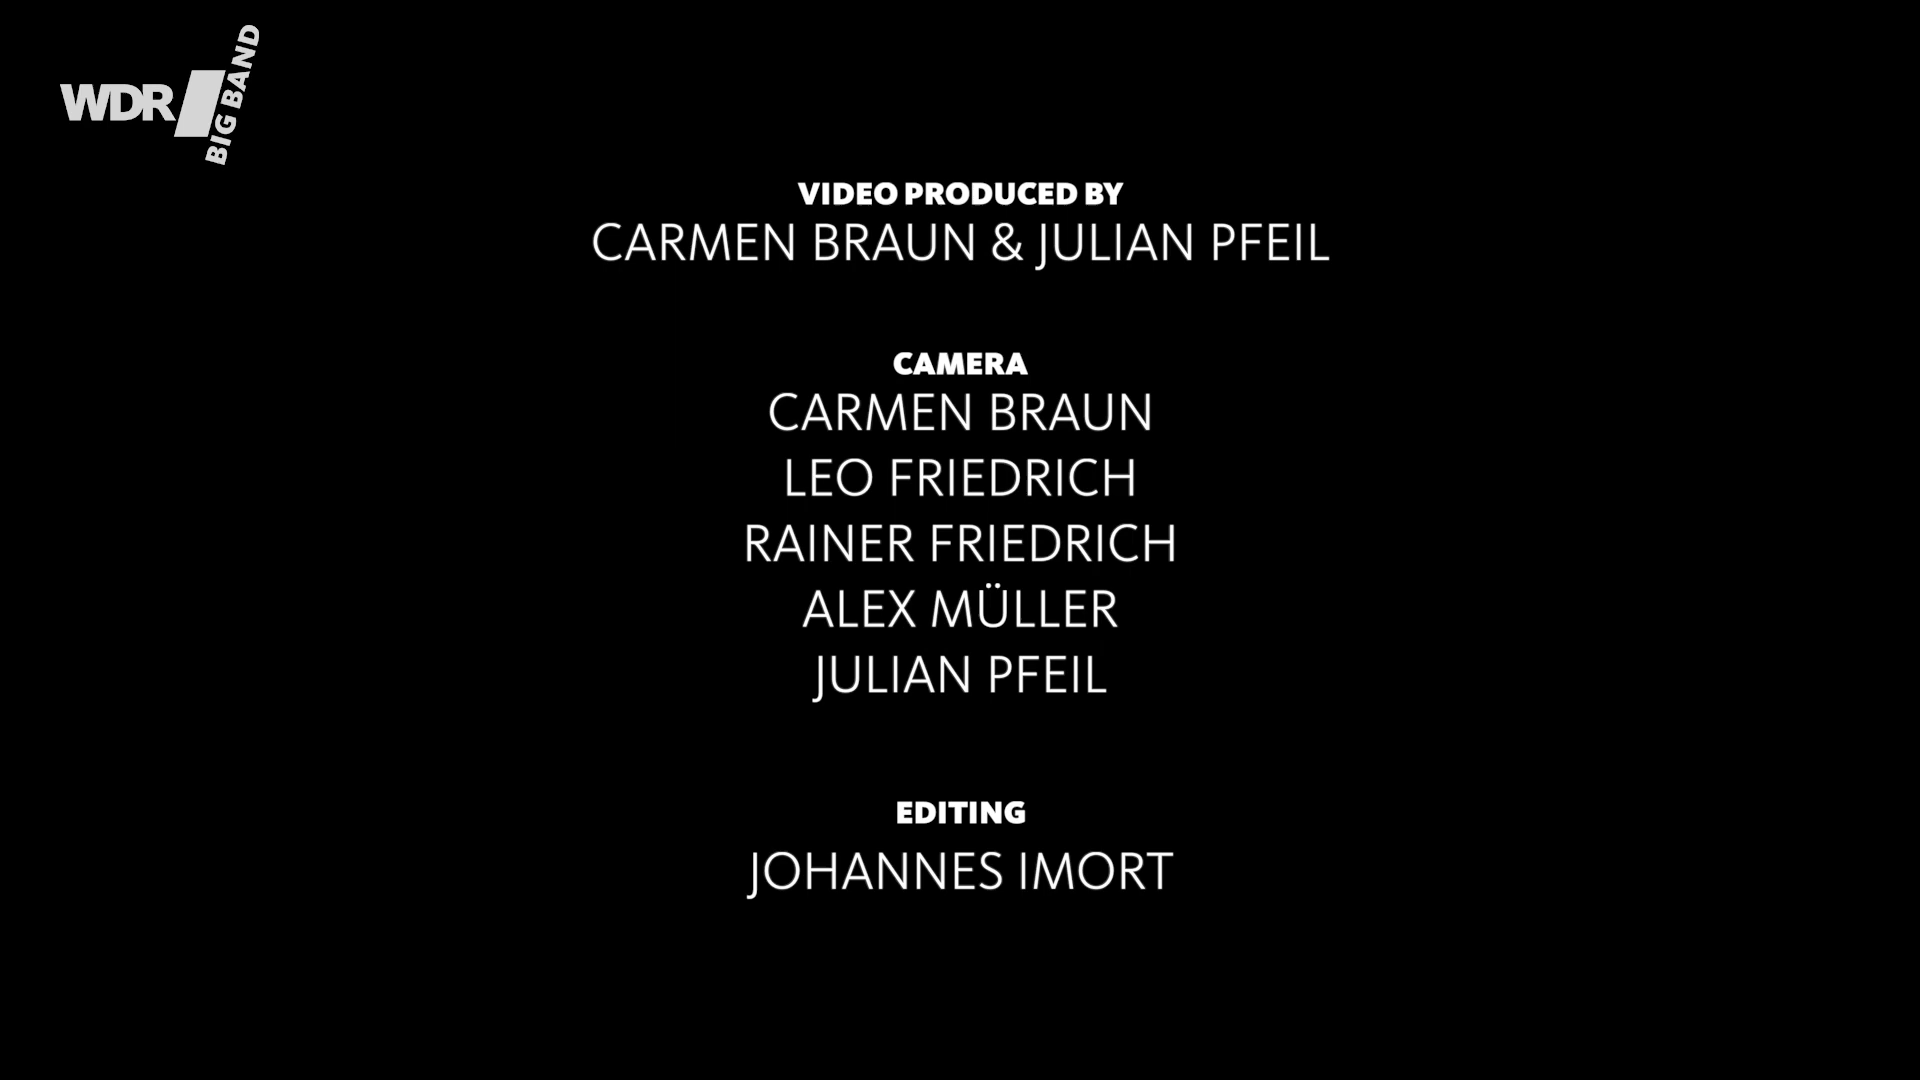 WDR BIG BAND
VIDEO PRODUCED BY
CARMEN BRAUN & JULIAN PFEIL
CAMERA
CARMEN BRAUN
LEO FRIEDRICH
RAINER FRIEDRICH
ALEX MÜLLER
JULIAN PFEIL
EDITING
JOHANNES IMORT